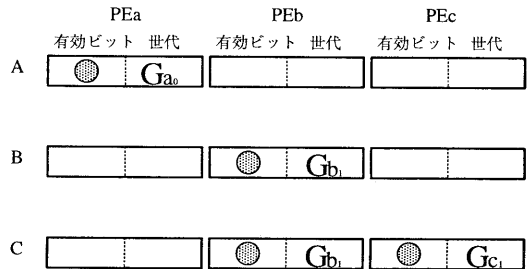 PEa PEb PEc
有効ビット 世代 有効ビット 世代 有効ビット 世代
A Ga₀
B Gb₁
C Gb₁ Gc₁